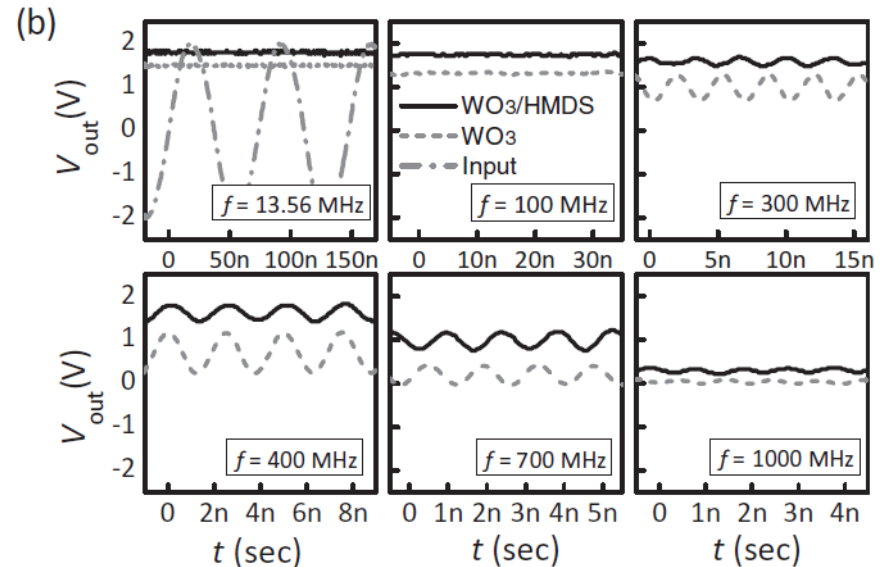 (b)
V out (V)
2
1
0
-1
-2
WO3/HMDS
WO3
Input
f = 13.56 MHz
f = 100 MHz
f = 300 MHz
0 50n 100n 150n
0 10n 20n 30n
0 5n 10n 15n
V out (V)
2
1
0
-1
-2
f = 400 MHz
f = 700 MHz
f = 1000 MHz
0 2n 4n 6n 8n
0 1n 2n 3n 4n 5n
0 1n 2n 3n 4n
t (sec)
t (sec)
t (sec)